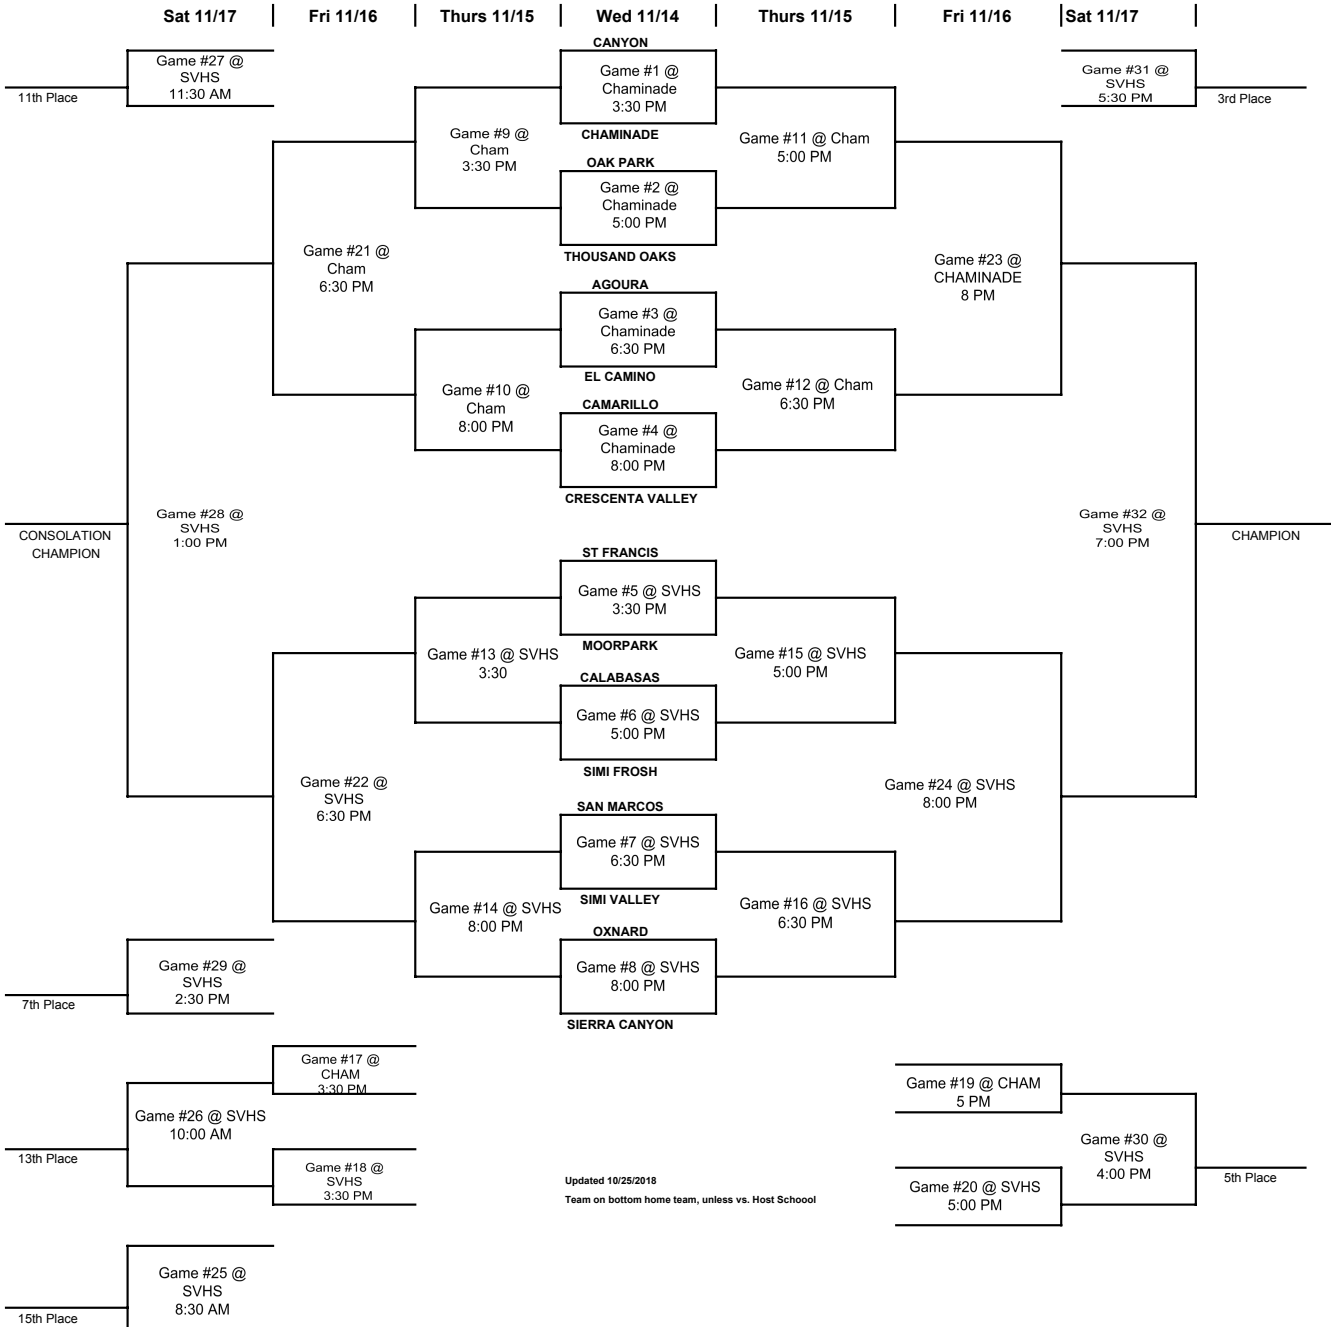 Sat 11/17
Fri 11/16
Thurs 11/15
Wed 11/14
Thurs 11/15
Fri 11/16
Sat 11/17
CANYON
Game #27 @
SVHS
11:30 AM
11th Place
Game #1 @
Chaminade
3:30 PM
Game #31 @
SVHS
5:30 PM
3rd Place
CHAMINADE
Game #9 @
Cham
3:30 PM
Game #11 @ Cham
5:00 PM
OAK PARK
Game #2 @
Chaminade
5:00 PM
THOUSAND OAKS
Game #21 @
Cham
6:30 PM
Game #23 @
CHAMINADE
8 PM
AGOURA
Game #3 @
Chaminade
6:30 PM
EL CAMINO
Game #10 @
Cham
8:00 PM
Game #12 @ Cham
6:30 PM
CAMARILLO
Game #4 @
Chaminade
8:00 PM
CRESCENTA VALLEY
CONSOLATION
CHAMPION
Game #28 @
SVHS
1:00 PM
Game #32 @
SVHS
7:00 PM
CHAMPION
ST FRANCIS
Game #5 @ SVHS
3:30 PM
MOORPARK
Game #13 @ SVHS
3:30
Game #15 @ SVHS
5:00 PM
CALABASAS
Game #6 @ SVHS
5:00 PM
SIMI FROSH
Game #22 @
SVHS
6:30 PM
Game #24 @ SVHS
8:00 PM
SAN MARCOS
Game #7 @ SVHS
6:30 PM
SIMI VALLEY
Game #14 @ SVHS
8:00 PM
Game #16 @ SVHS
6:30 PM
OXNARD
Game #8 @ SVHS
8:00 PM
SIERRA CANYON
Game #29 @
SVHS
2:30 PM
7th Place
Game #17 @
CHAM
3:30 PM
Game #19 @ CHAM
5 PM
Game #26 @ SVHS
10:00 AM
13th Place
Game #18 @
SVHS
3:30 PM
Game #30 @
SVHS
4:00 PM
5th Place
Updated 10/25/2018
Team on bottom home team, unless vs. Host Schoool
Game #20 @ SVHS
5:00 PM
Game #25 @
SVHS
8:30 AM
15th Place